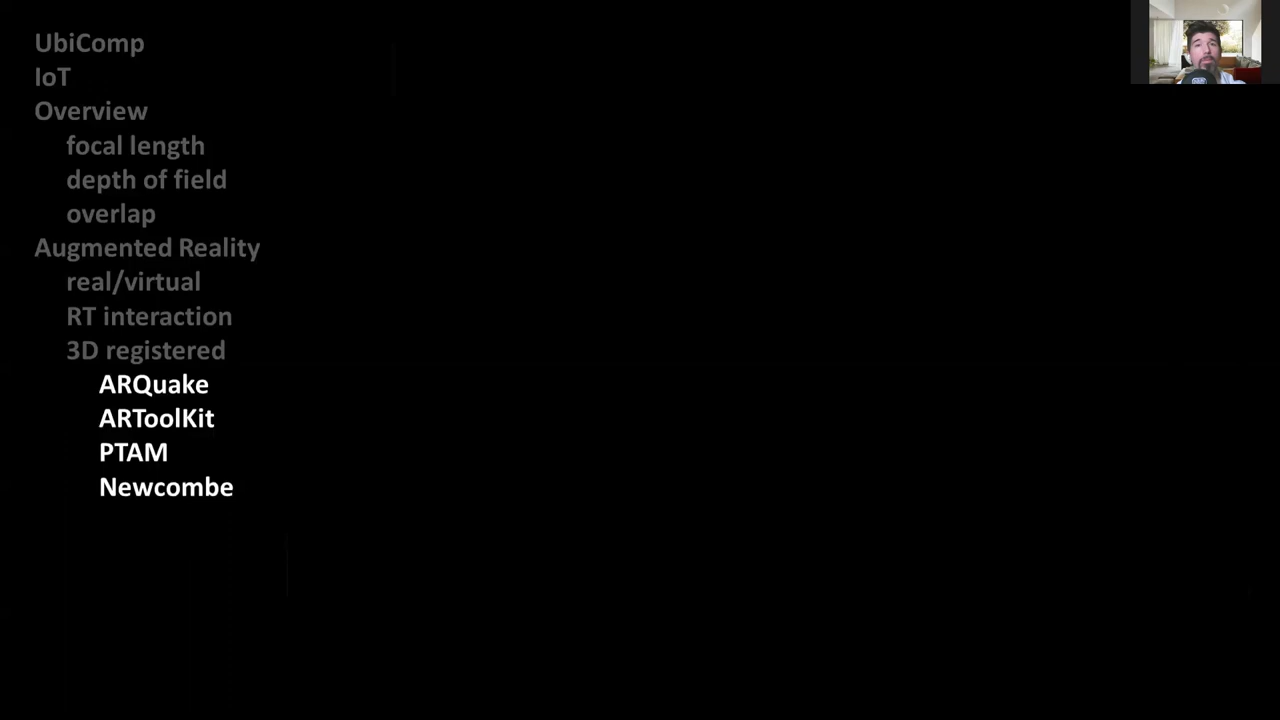 UbiComp
IoT
Overview
focal length
depth of field
overlap
Augmented Reality
real/virtual
RT interaction
3D registered
ARQuake
ARToolKit
PTAM
Newcombe